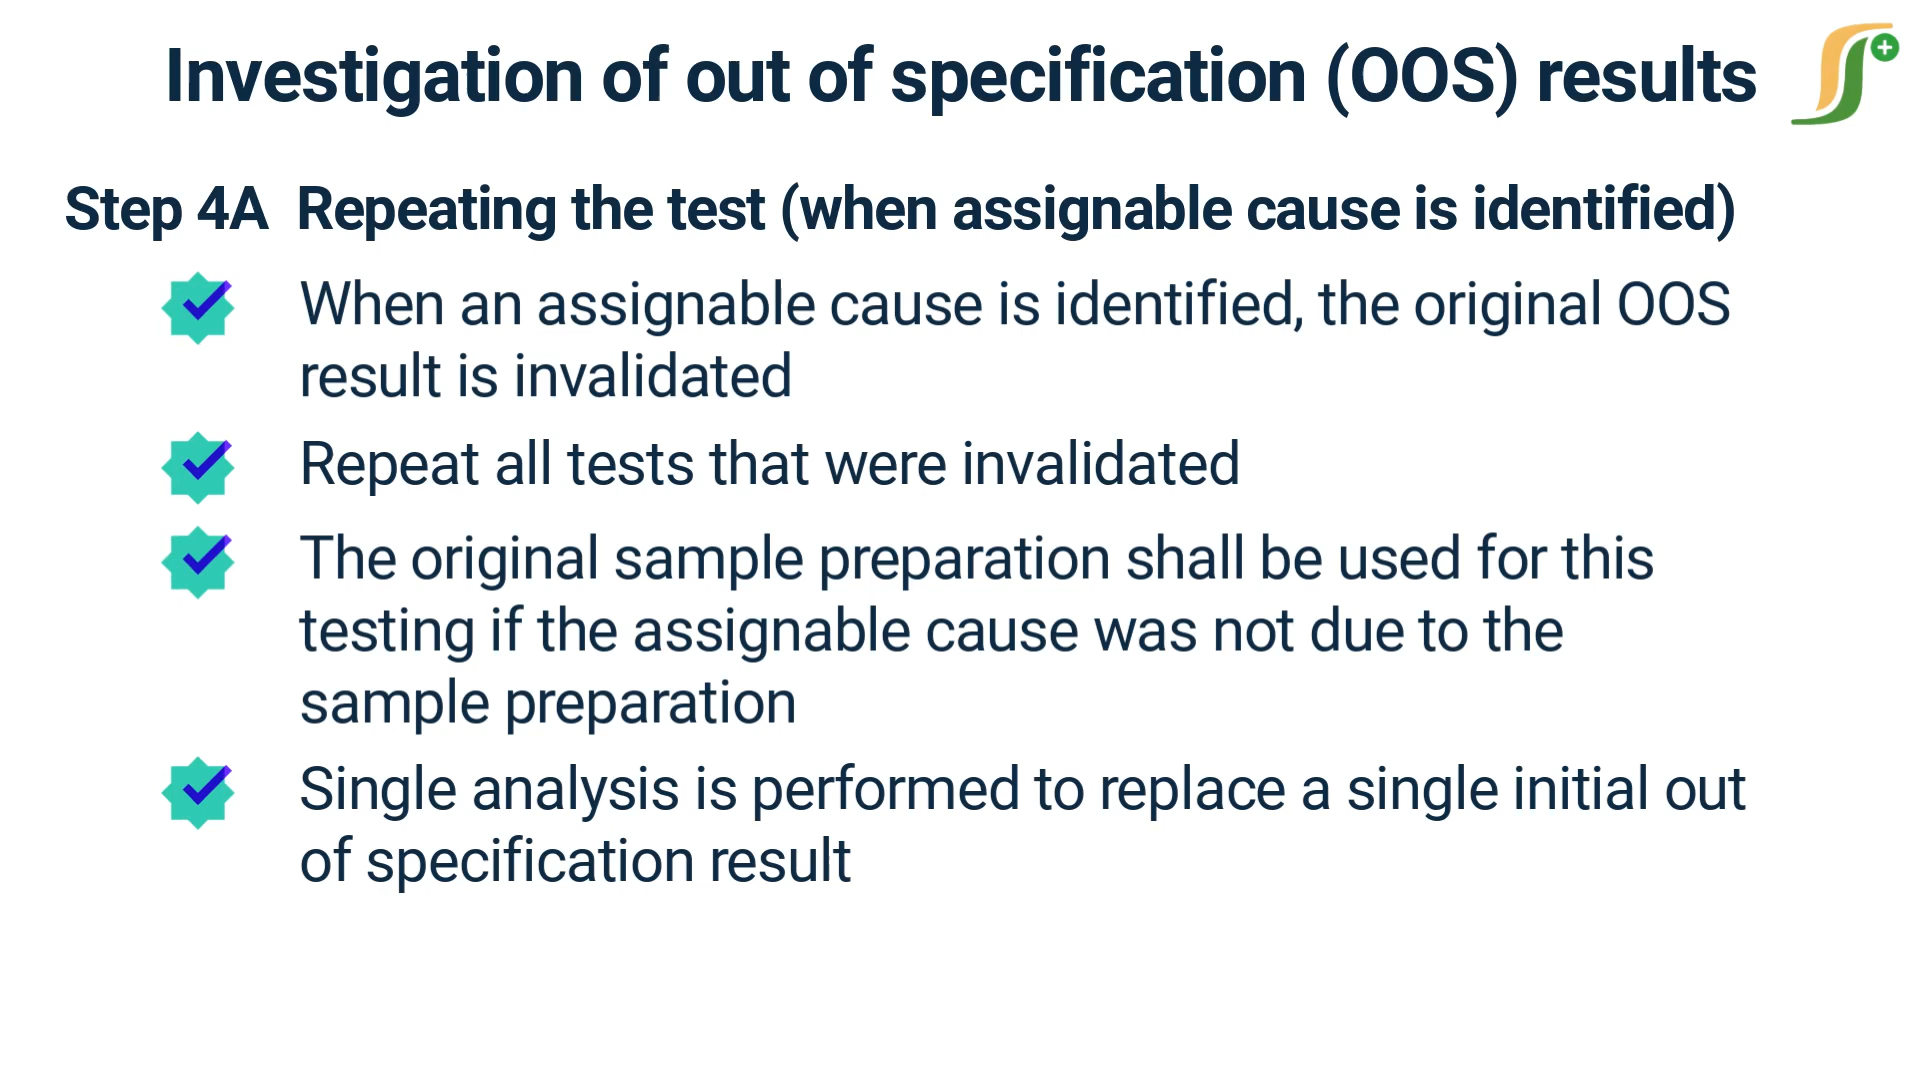 Investigation of out of specification (OOS) results
Step 4A Repeating the test (when assignable cause is identified)
When an assignable cause is identified, the original OOS
result is invalidated
Repeat all tests that were invalidated
The original sample preparation shall be used for this
testing if the assignable cause was not due to the
sample preparation
Single analysis is performed to replace a single initial out
of specification result